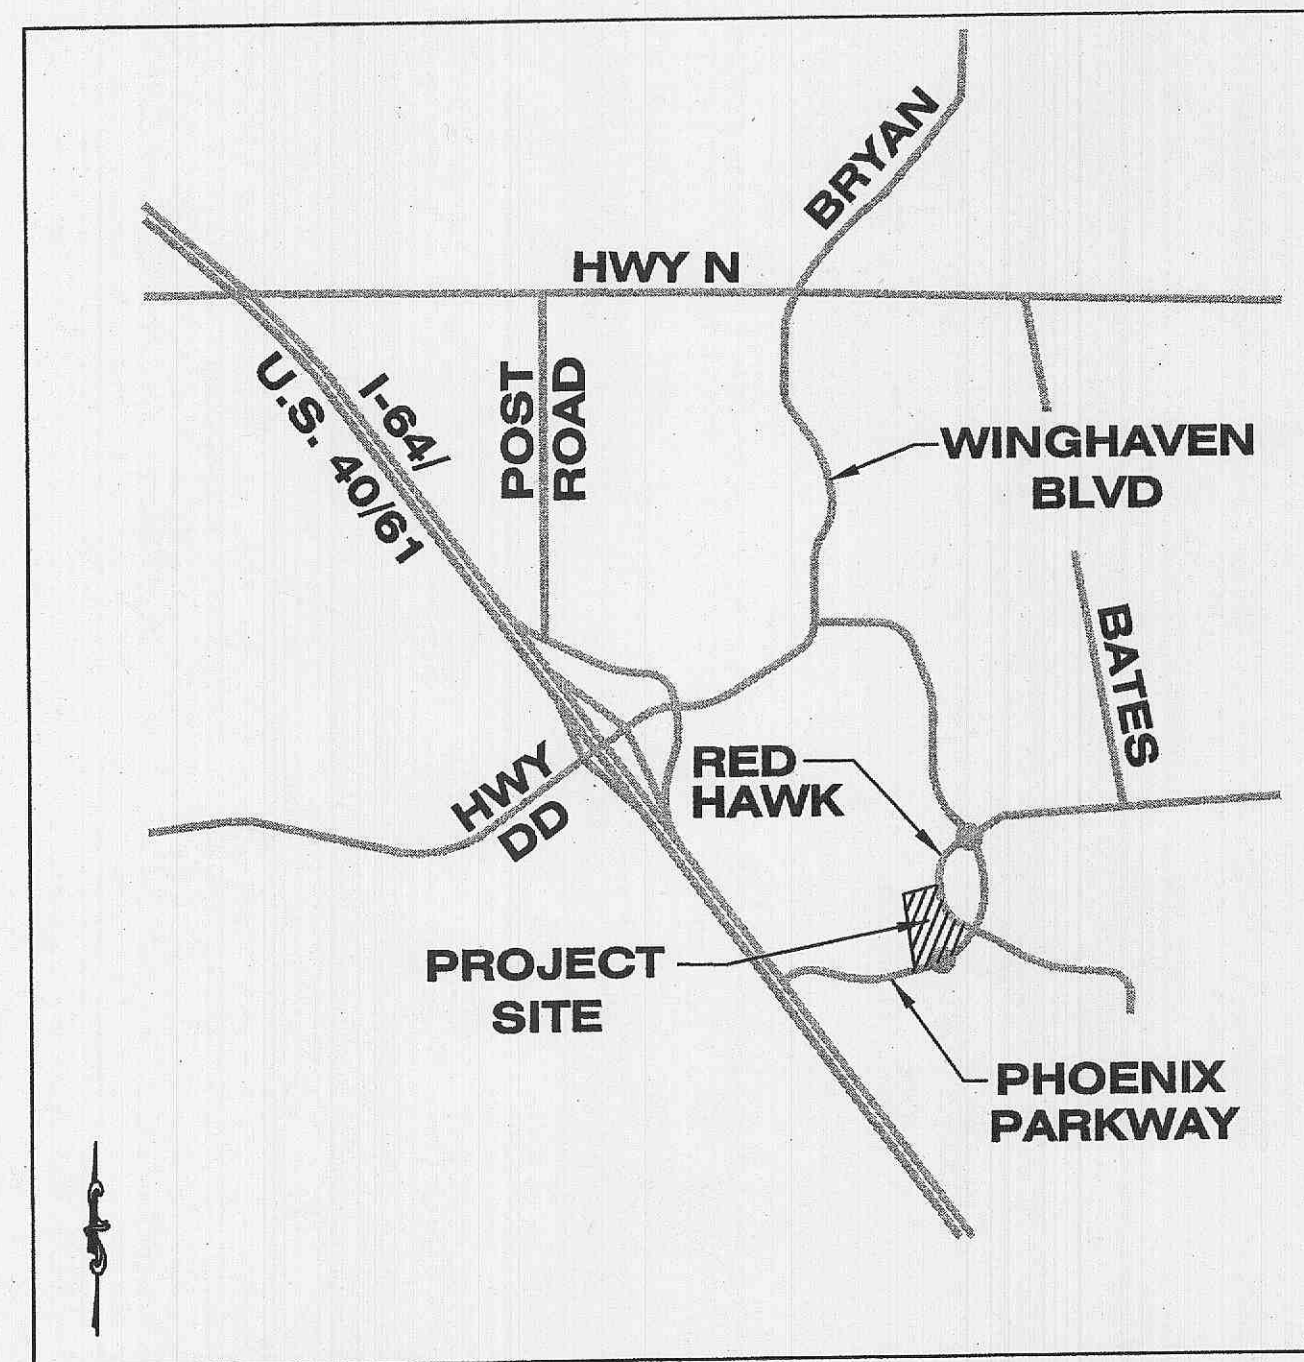 BRYAN
HWY N
I-64/
U.S. 40/61
POST
ROAD
WINGHAVEN
BLVD
BATES
RED
HAWK
HWY
DD
PROJECT
SITE
PHOENIX
PARKWAY